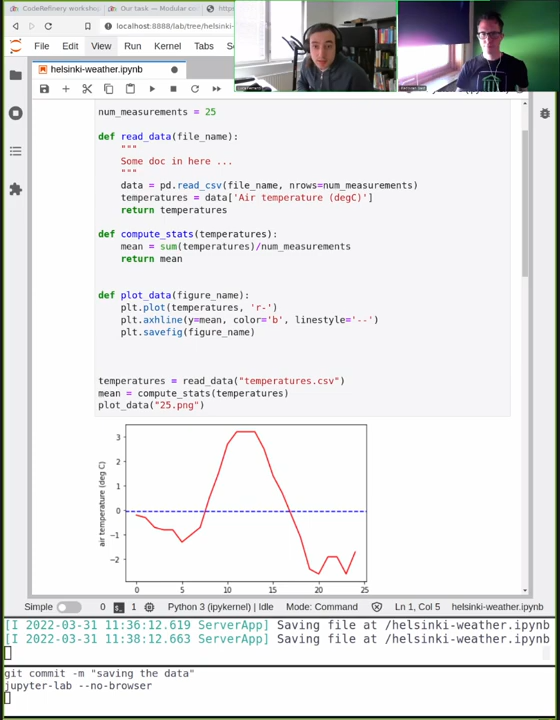 CodeRefinery workshop
Our task — Modular co
http
localhost:8888/lab/tree/helsinki-
File Edit View Run Kernel Tabs
helsinki-weather.ipynb
num_measurements = 25
def read_data(file_name):
"""
Some doc in here ...
"""
data = pd.read_csv(file_name, nrows=num_measurements)
temperatures = data['Air temperature (degC)']
return temperatures
def compute_stats(temperatures):
mean = sum(temperatures)/num_measurements
return mean
def plot_data(figure_name):
plt.plot(temperatures, 'r-')
plt.axhline(y=mean, color='b', linestyle='--')
plt.savefig(figure_name)
temperatures = read_data("temperatures.csv")
mean = compute_stats(temperatures)
plot_data("25.png")
air temperature (deg C)
3
2
1
0
−1
−2
0 5 10 15 20 25
Simple 0 1 Python 3 (ipykernel) | Idle Mode: Command Ln 1, Col 5 helsinki-weather.ipynb
[I 2022-03-31 11:36:12.619 ServerApp] Saving file at /helsinki-weather.ipynb
[I 2022-03-31 11:38:12.663 ServerApp] Saving file at /helsinki-weather.ipynb
git commit -m "saving the data"
jupyter-lab --no-browser